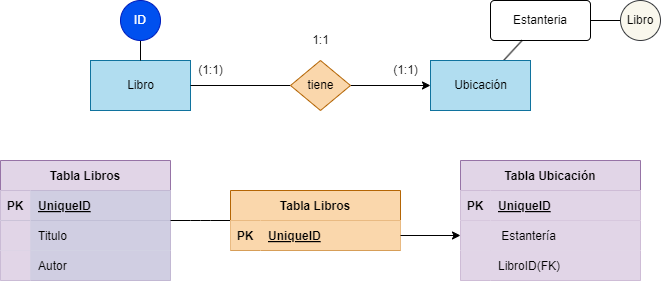 ID
Estanteria
Libro
1:1
(1:1)
(1:1)
Libro
tiene
Ubicación
Tabla Libros
PK UniqueID
Titulo
Autor
Tabla Libros
PK UniqueID
Tabla Ubicación
PK UniqueID
Estantería
LibroID(FK)